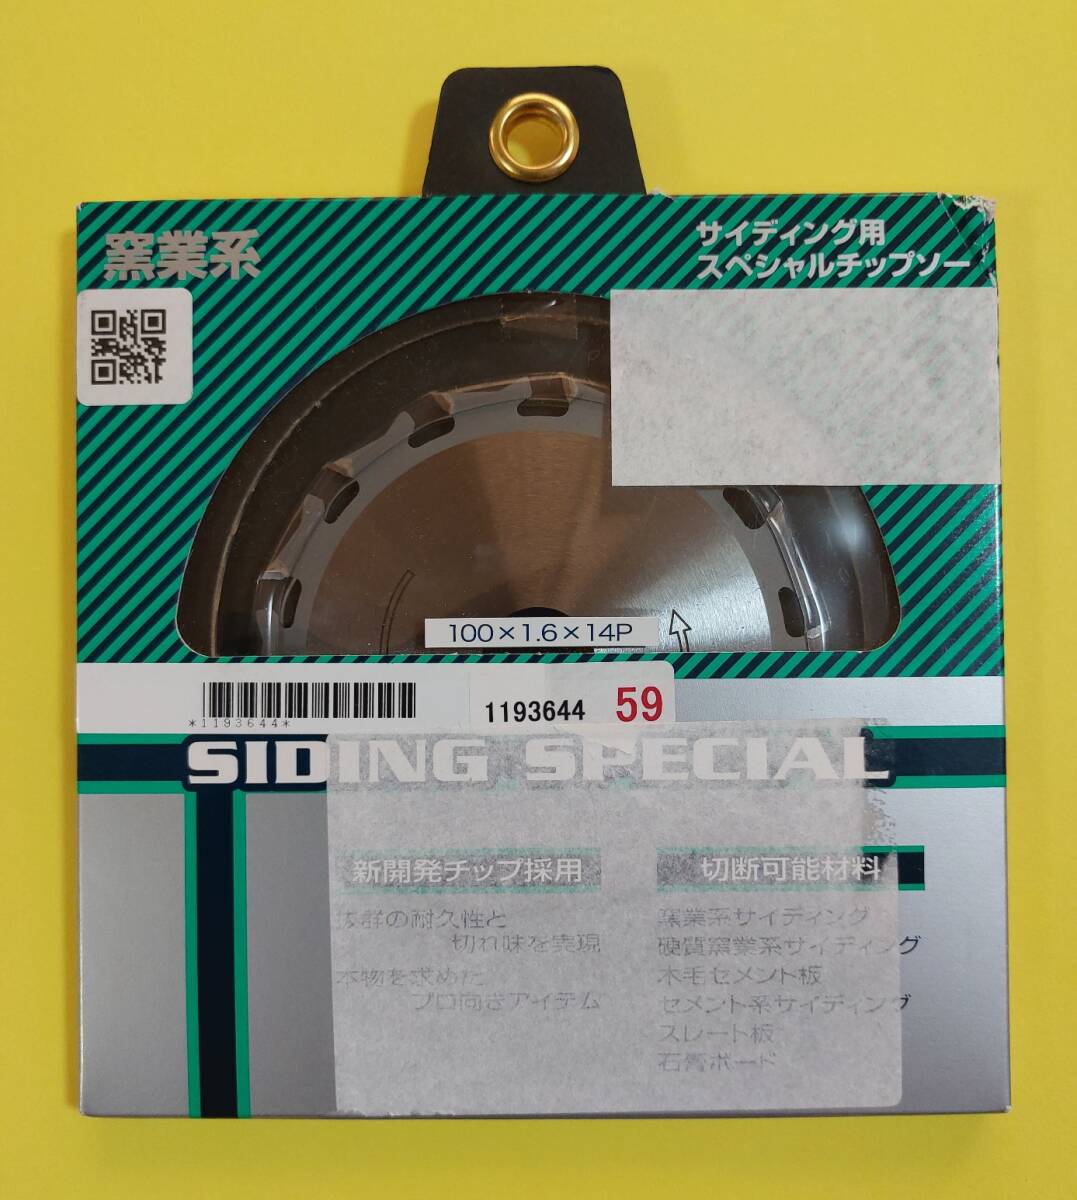 窯業系
サイディング用
スペシャルチップソー
100×1.6×14P
*1193644*
1193644 59
SIDING SPECIAL
新開発チップ採用
抜群の耐久性と
切れ味を実現
本物を求めた
プロ向きアイテム
切断可能材料
窯業系サイディング
硬質窯業系サイディング
木毛セメント板
セメント系サイディング
スレート板
石膏ボード